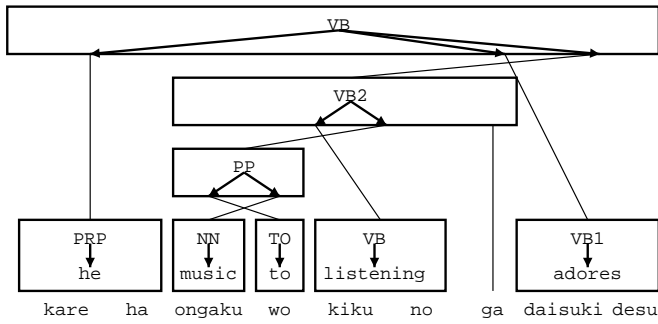 VB
VB2
PP
PRP NN TO VB VB1
he music to listening adores
kare ha ongaku wo kiku no ga daisuki desu